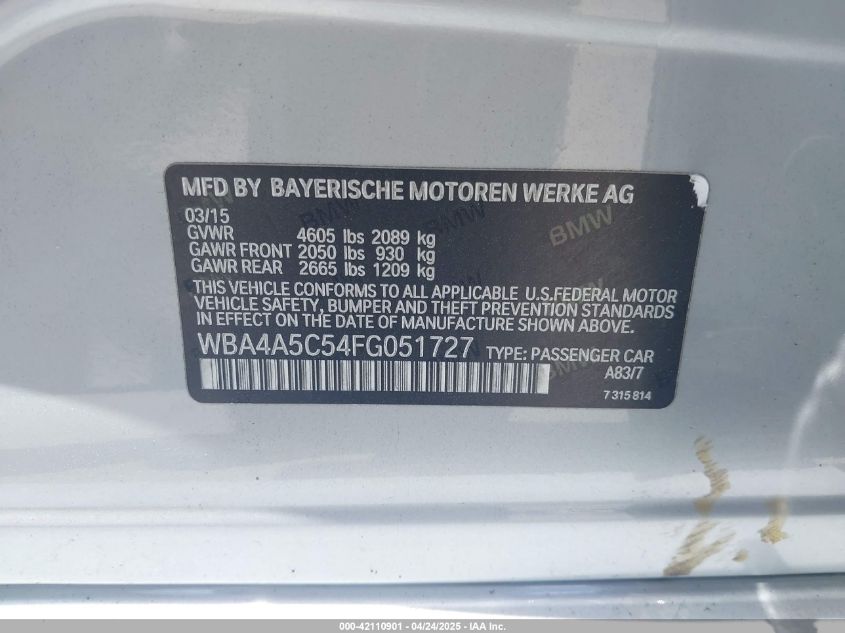 MFD BY BAYERISCHE MOTOREN WERKE AG
03/15
GVWR 4605 lbs 2089 kg
GAWR FRONT 2050 lbs 930 kg
GAWR REAR 2665 lbs 1209 kg
THIS VEHICLE CONFORMS TO ALL APPLICABLE U.S.FEDERAL MOTOR
VEHICLE SAFETY, BUMPER AND THEFT PREVENTION STANDARDS
IN EFFECT ON THE DATE OF MANUFACTURE SHOWN ABOVE.
WBA4A5C54FG051727 TYPE: PASSENGER CAR
A83/7
7 315 814
BMW
000-42110901 - 04/24/2025 - IAA Inc.